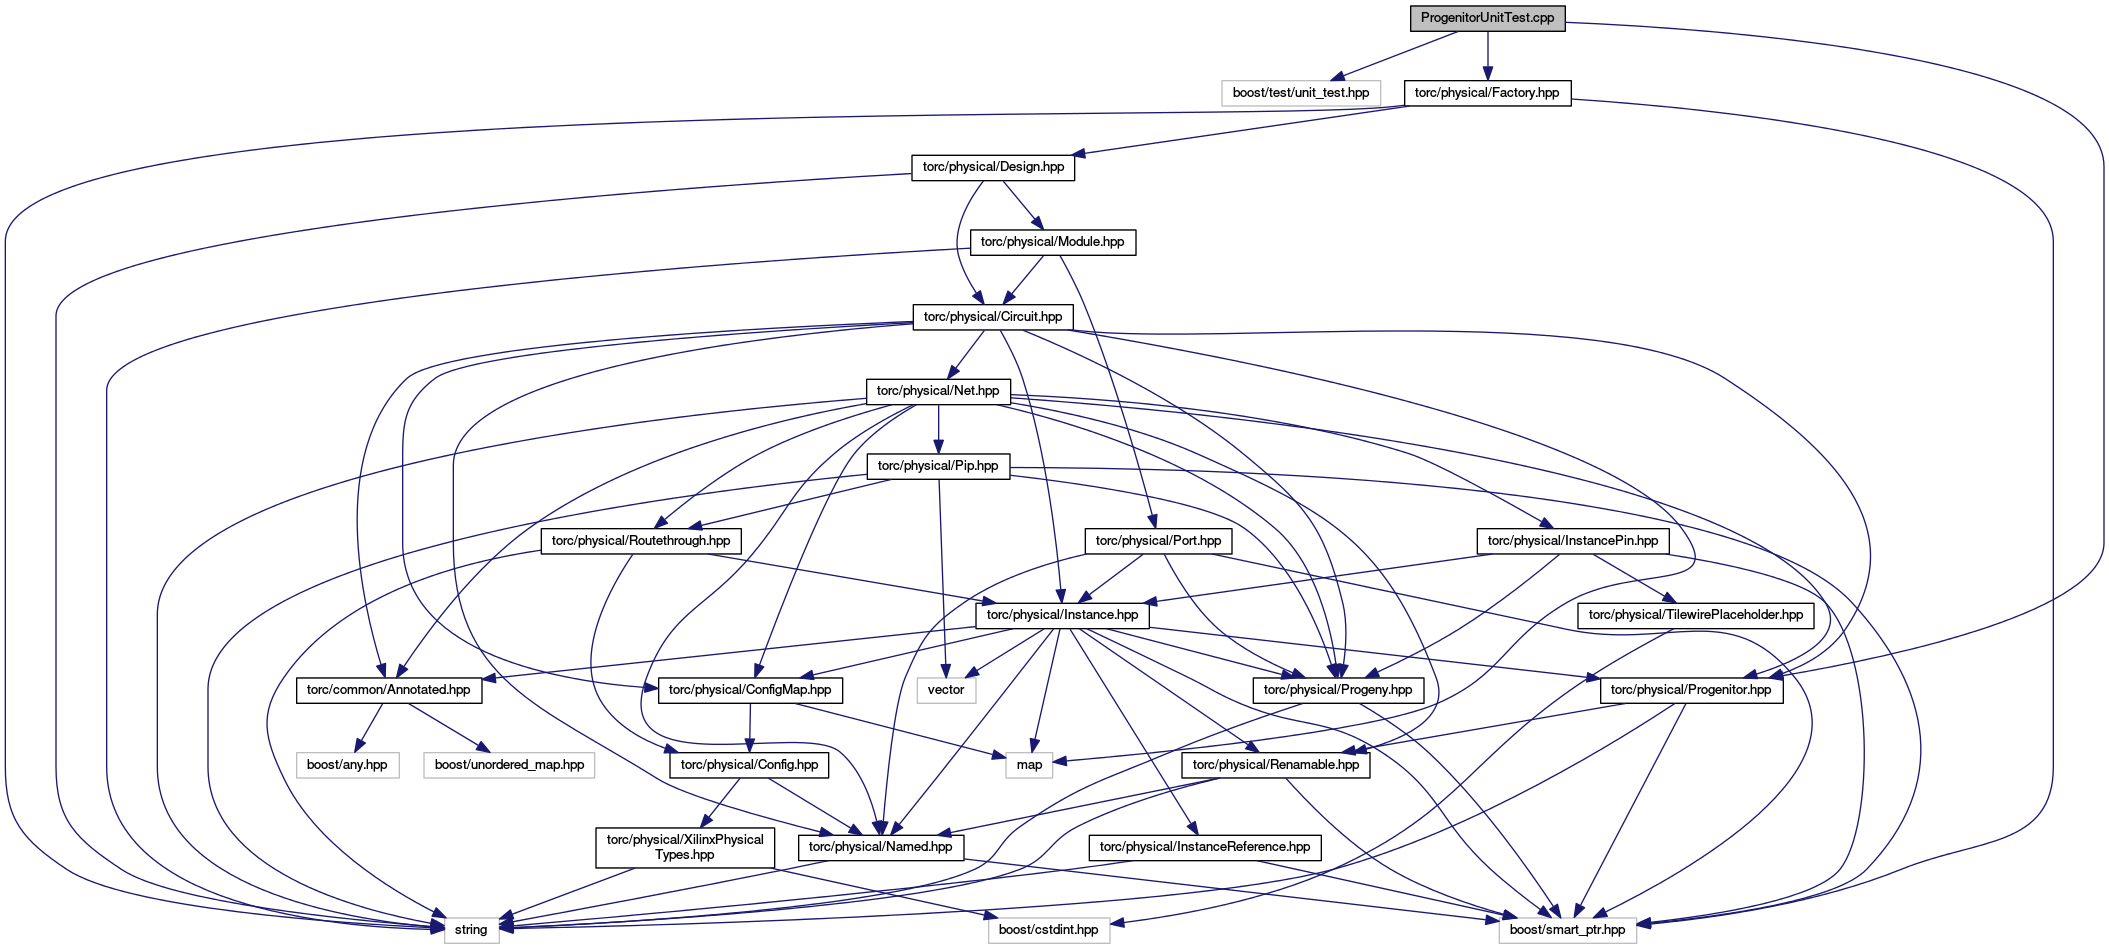 ProgenitorUnitTest.cpp
boost/test/unit_test.hpp
torc/physical/Factory.hpp
torc/physical/Design.hpp
torc/physical/Module.hpp
torc/physical/Circuit.hpp
torc/physical/Net.hpp
torc/physical/Pip.hpp
torc/physical/Routethrough.hpp
torc/physical/Port.hpp
torc/physical/InstancePin.hpp
torc/physical/Instance.hpp
torc/physical/TilewirePlaceholder.hpp
torc/common/Annotated.hpp
torc/physical/ConfigMap.hpp
vector
torc/physical/Progeny.hpp
torc/physical/Progenitor.hpp
boost/any.hpp
boost/unordered_map.hpp
torc/physical/Config.hpp
map
torc/physical/Renamable.hpp
torc/physical/XilinxPhysical
Types.hpp
torc/physical/Named.hpp
torc/physical/InstanceReference.hpp
string
boost/cstdint.hpp
boost/smart_ptr.hpp